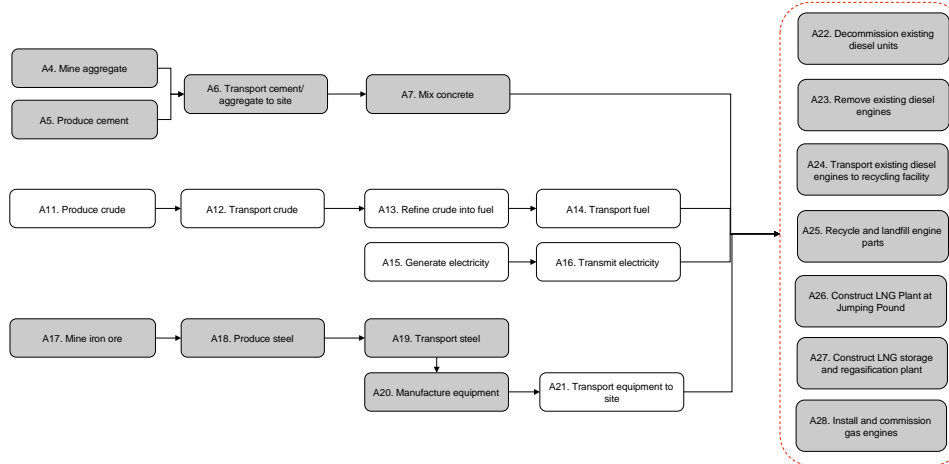 A4. Mine aggregate
A5. Produce cement
A6. Transport cement/
aggregate to site
A7. Mix concrete
A11. Produce crude
A12. Transport crude
A13. Refine crude into fuel
A14. Transport fuel
A15. Generate electricity
A16. Transmit electricity
A17. Mine iron ore
A18. Produce steel
A19. Transport steel
A20. Manufacture equipment
A21. Transport equipment to
site
A22. Decommission existing
diesel units
A23. Remove existing diesel
engines
A24. Transport existing diesel
engines to recycling facility
A25. Recycle and landfill engine
parts
A26. Construct LNG Plant at
Jumping Pound
A27. Construct LNG storage
and regasification plant
A28. Install and commission
gas engines